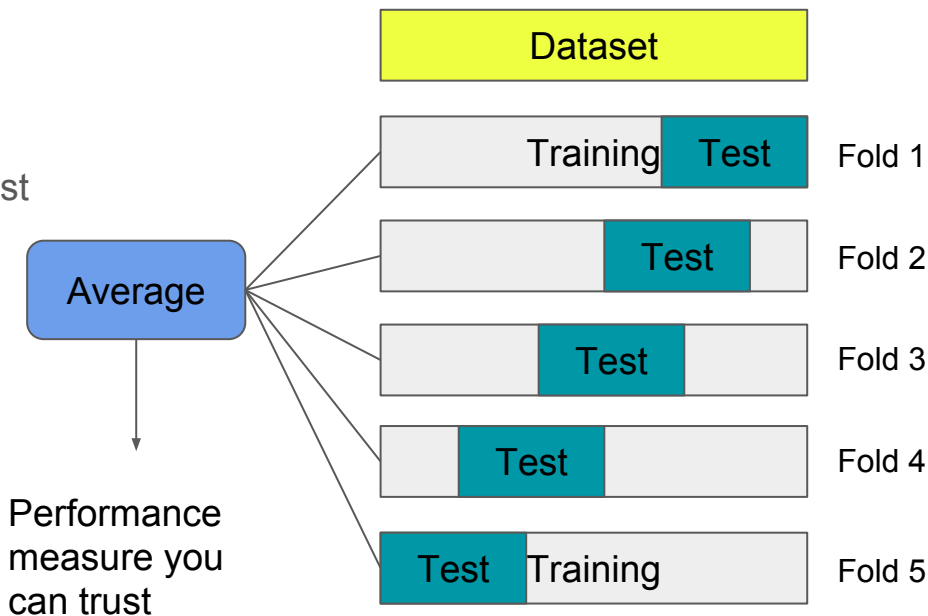 Dataset
Training Test Fold 1
st
Test Fold 2
Average
Test Fold 3
Test Fold 4
Performance
measure you
can trust
Test Training Fold 5